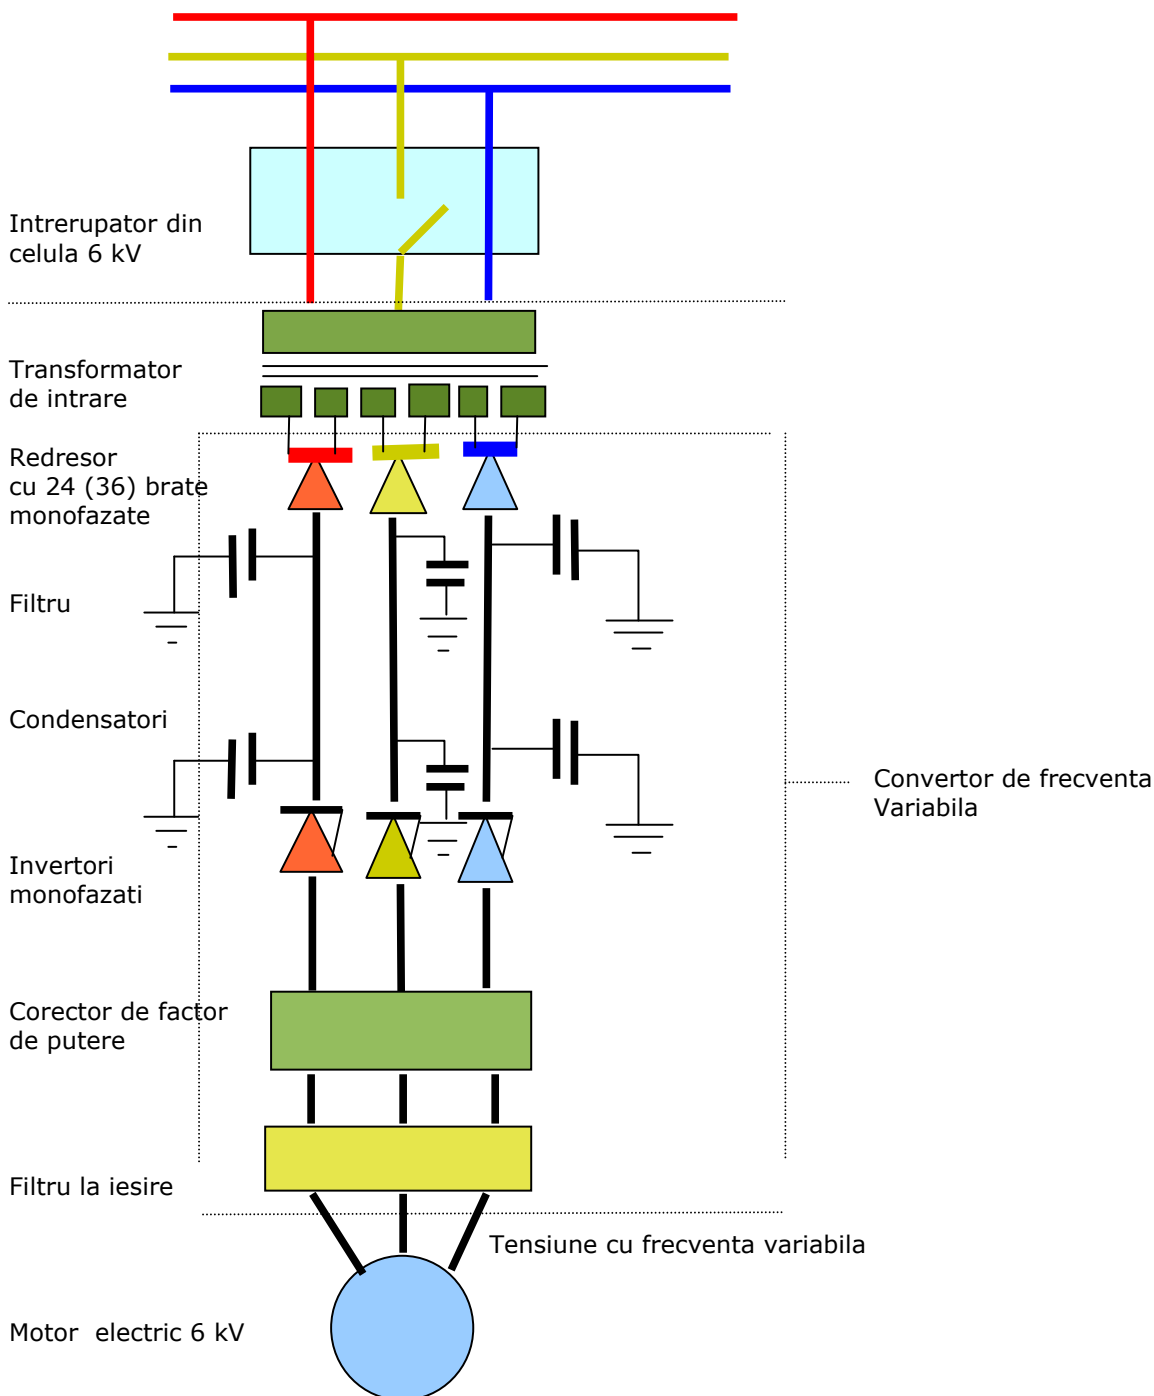 Intrerupator din
celula 6 kV
Transformator
de intrare
Redresor
cu 24 (36) brate
monofazate
Filtru
Condensatori
Convertor de frecventa
Variabila
Invertori
monofazati
Corector de factor
de putere
Filtru la iesire
Tensiune cu frecventa variabila
Motor  electric 6 kV